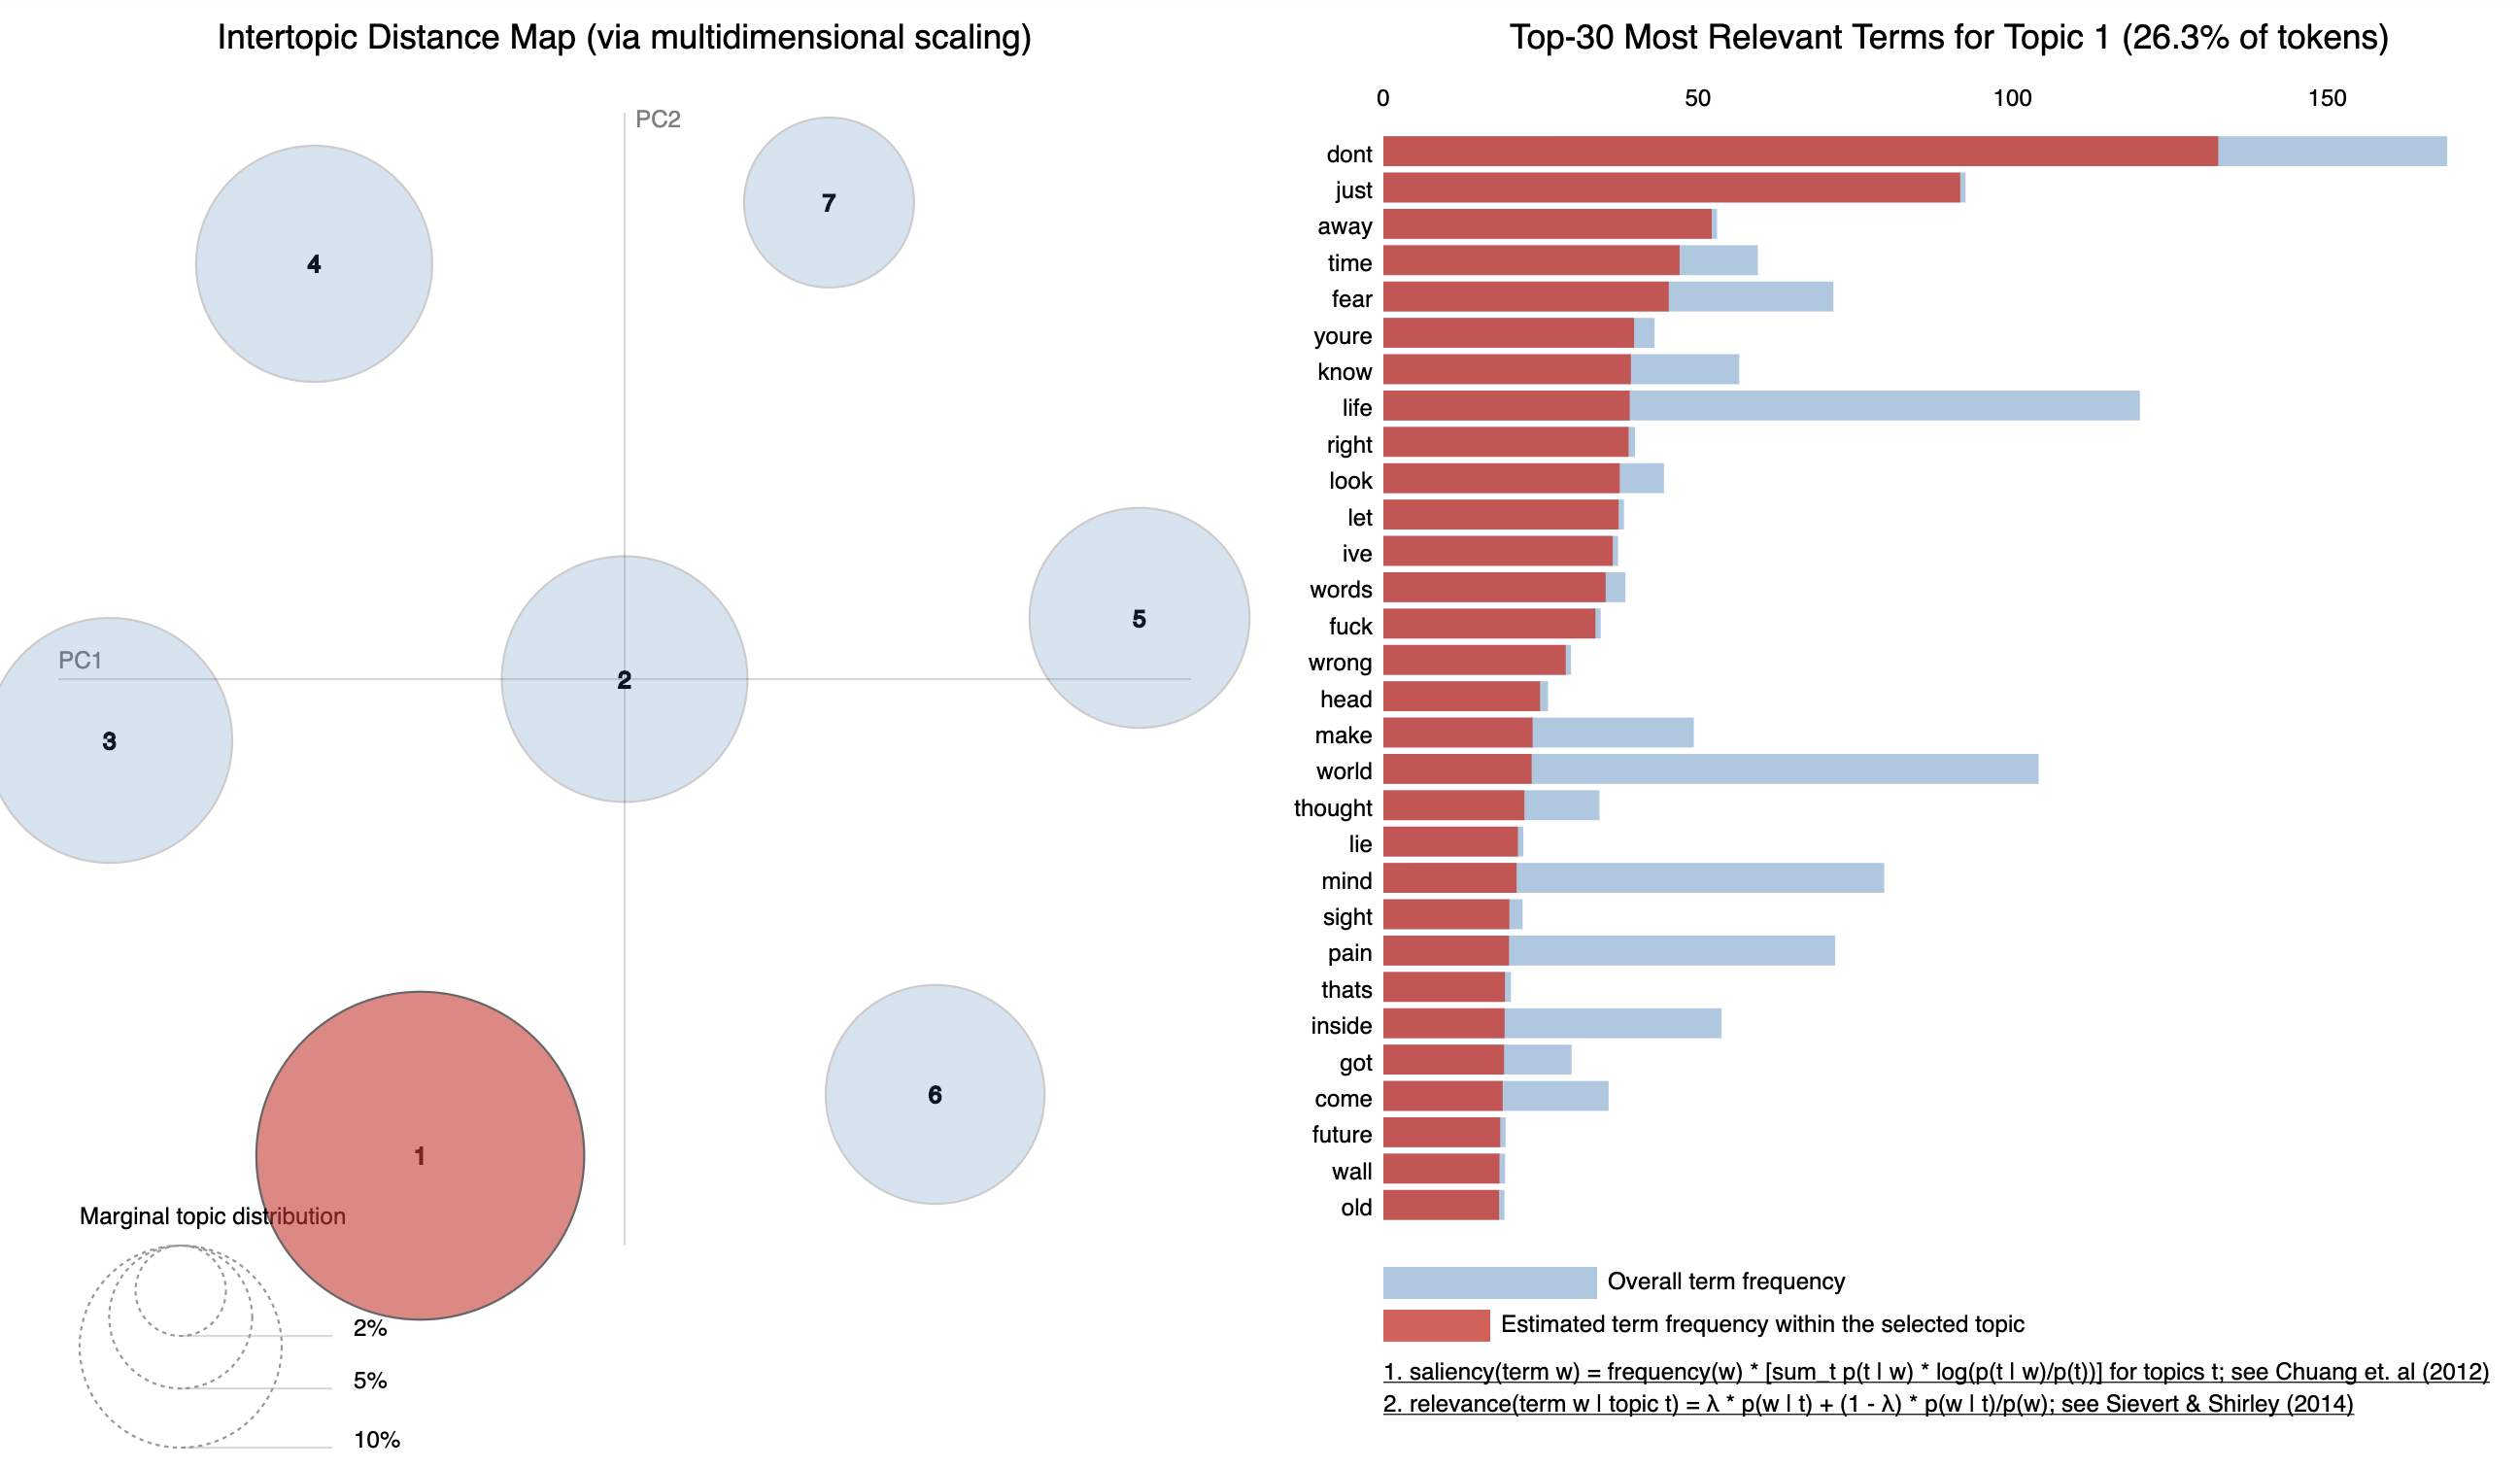 Intertopic Distance Map (via multidimensional scaling)
PC2
PC1
4
7
2
5
3
1
6
Marginal topic distribution
2%
5%
10%
Top-30 Most Relevant Terms for Topic 1 (26.3% of tokens)
0 50 100 150
dont
just
away
time
fear
youre
know
life
right
look
let
ive
words
fuck
wrong
head
make
world
thought
lie
mind
sight
pain
thats
inside
got
come
future
wall
old
Overall term frequency
Estimated term frequency within the selected topic
1. saliency(term w) = frequency(w) * [sum_t p(t | w) * log(p(t | w)/p(t))] for topics t; see Chuang et. al (2012)
2. relevance(term w | topic t) = λ * p(w | t) + (1 - λ) * p(w | t)/p(w); see Sievert & Shirley (2014)